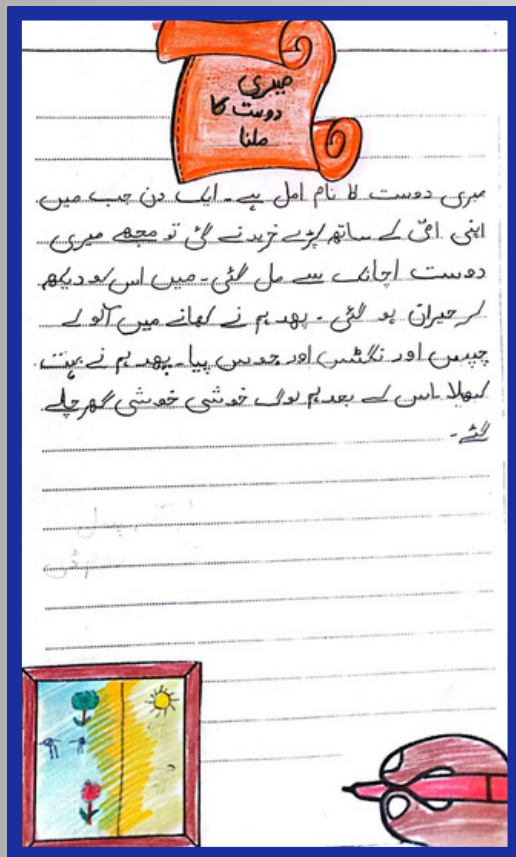 میری
دوست کا
ملنا
میری دوست کا نام امل ہے۔ ایک دن جب میں
اپنی امّی کے ساتھ کپڑے خریدنے گئی تو مجھے میری
دوست اچانک سے مل گئی۔ میں اس کو دیکھ
کر حیران ہو گئی۔ پھر ہم نے کھانے میں آلو کے
چپس اور نگٹس اور جوس پیا۔ پھر ہم نے بہت
کھیلا۔ اس کے بعد ہم لوگ خوشی خوشی گھر چلے
گئے۔